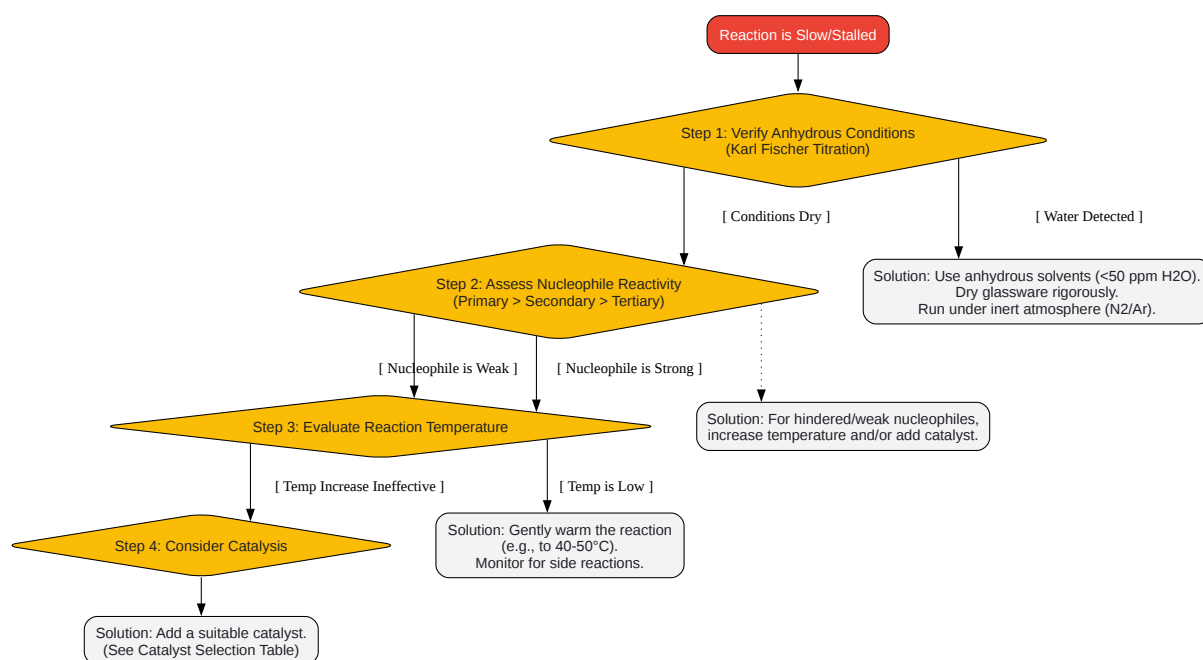 Reaction is Slow/Stalled
Step 1: Verify Anhydrous Conditions
(Karl Fischer Titration)
[ Conditions Dry ]
[ Water Detected ]
Solution: Use anhydrous solvents (<50 ppm H2O).
Dry glassware rigorously.
Run under inert atmosphere (N2/Ar).
Step 2: Assess Nucleophile Reactivity
(Primary > Secondary > Tertiary)
[ Nucleophile is Weak ]
[ Nucleophile is Strong ]
Solution: For hindered/weak nucleophiles,
increase temperature and/or add catalyst.
Step 3: Evaluate Reaction Temperature
[ Temp Increase Ineffective ]
[ Temp is Low ]
Solution: Gently warm the reaction
(e.g., to 40-50°C).
Monitor for side reactions.
Step 4: Consider Catalysis
Solution: Add a suitable catalyst.
(See Catalyst Selection Table)